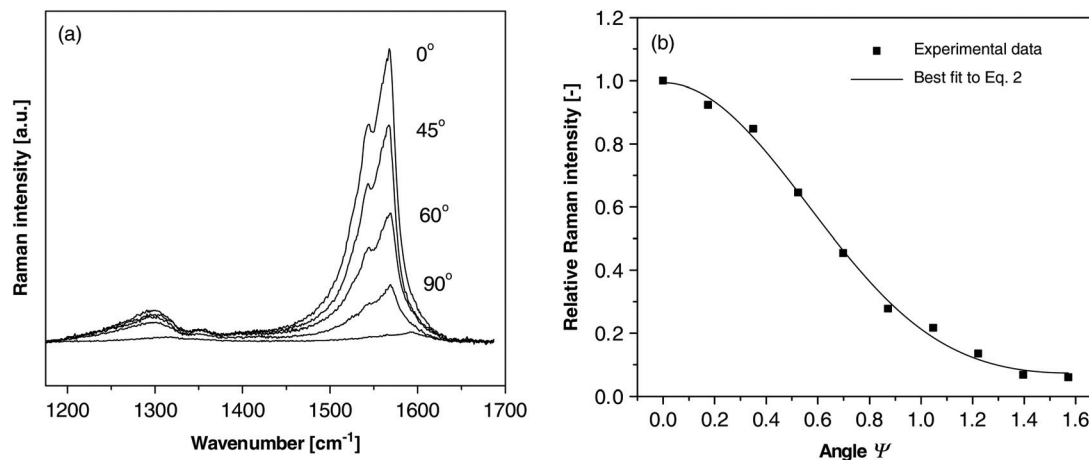 (a)
0°
45°
60°
90°
Raman intensity [a.u.]
1200 1300 1400 1500 1600 1700
Wavenumber [cm⁻¹]
(b)
Experimental data
Best fit to Eq. 2
Relative Raman intensity [-]
1.2
1.0
0.8
0.6
0.4
0.2
0.0
0.0 0.2 0.4 0.6 0.8 1.0 1.2 1.4 1.6
Angle Ψ